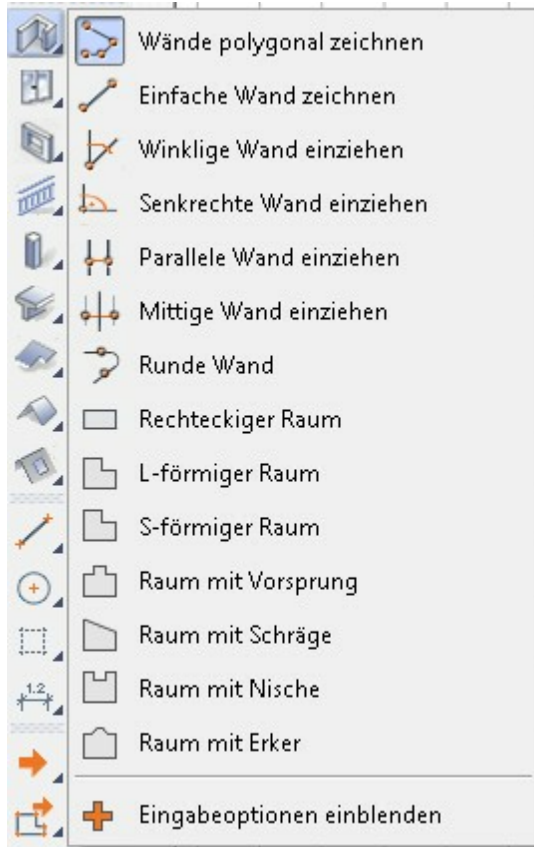 Wände polygonal zeichnen
Einfache Wand zeichnen
Winklige Wand einziehen
Senkrechte Wand einziehen
Parallele Wand einziehen
Mittige Wand einziehen
Runde Wand
Rechteckiger Raum
L-förmiger Raum
S-förmiger Raum
Raum mit Vorsprung
Raum mit Schräge
1.2
Raum mit Nische
Raum mit Erker
Eingabeoptionen einblenden